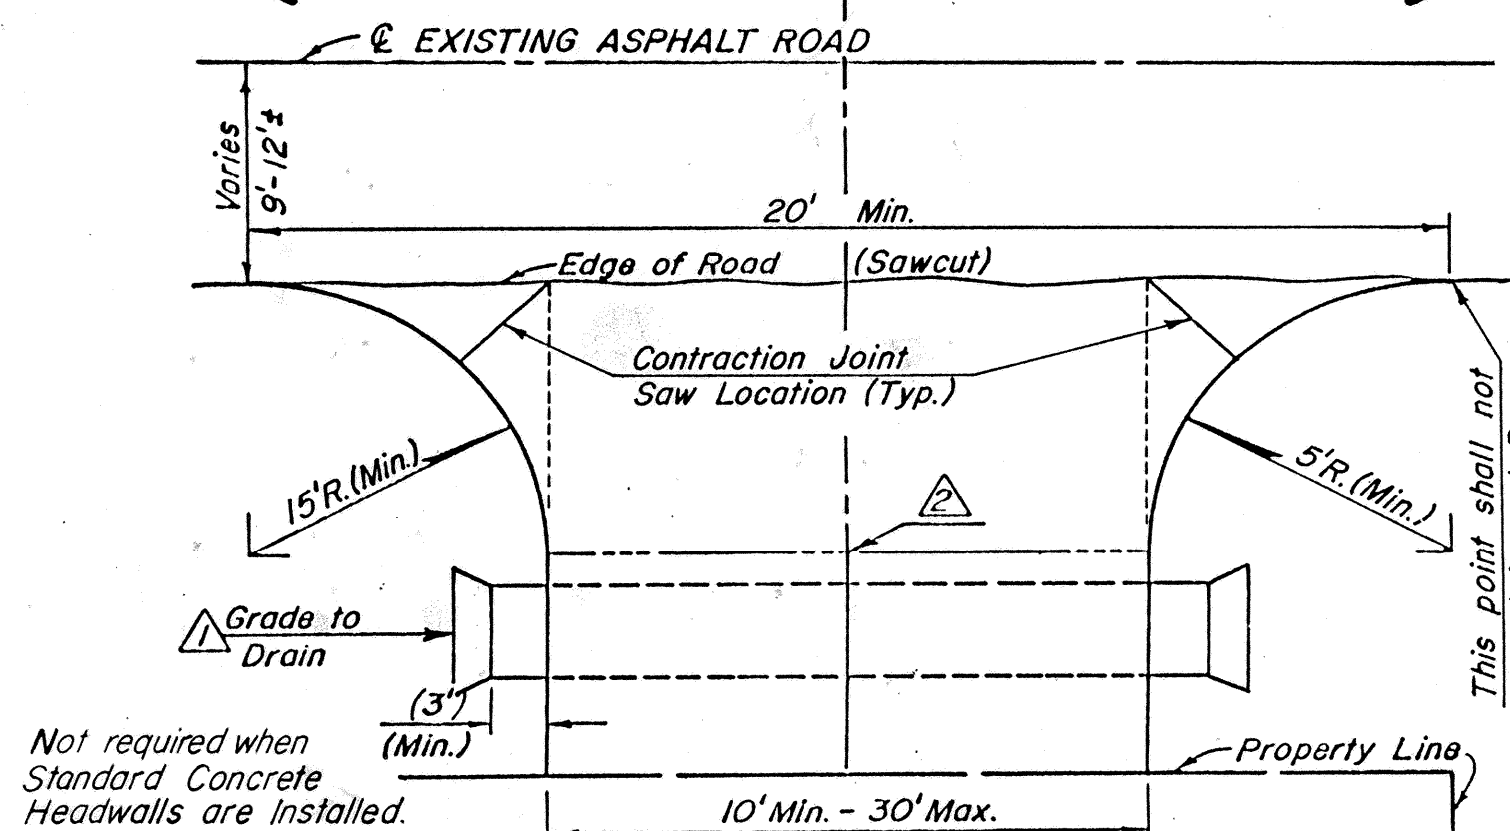 ℄ EXISTING ASPHALT ROAD
Varies
9'-12'±
20' Min.
Edge of Road (Sawcut)
Contraction Joint
Saw Location (Typ.)
15'R.(Min.)
5'R.(Min.)
This point shall not
2
1
Grade to
Drain
(3')
(Min.)
Not required when
Standard Concrete
Headwalls are Installed.
Property Line
10' Min. - 30' Max.